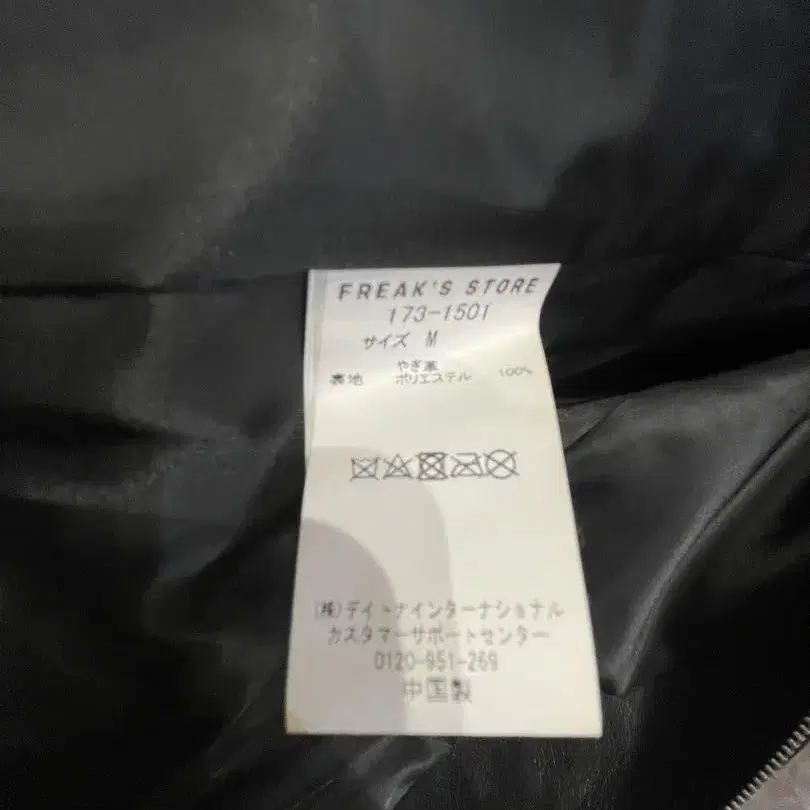 FREAK'S STORE
173-1501
サイズ M
やぎ革
裏地 ポリエステル 100%
(株)デイトナインターナショナル
カスタマーサポートセンター
0120-951-269
中国製